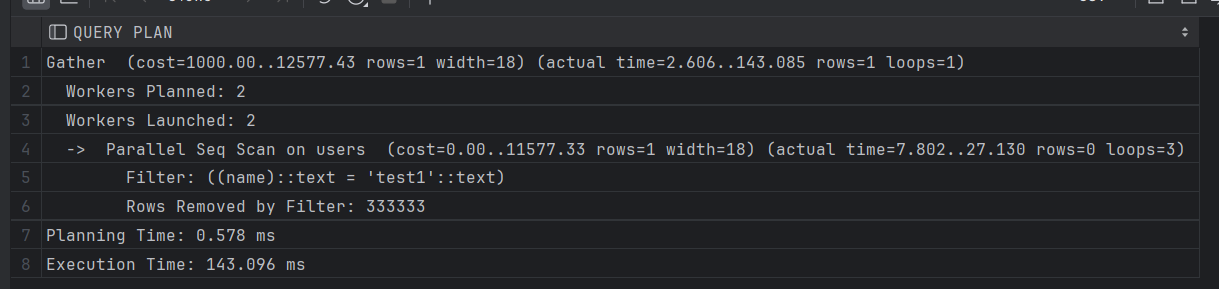 QUERY PLAN
1 Gather  (cost=1000.00..12577.43 rows=1 width=18) (actual time=2.606..143.085 rows=1 loops=1)
2   Workers Planned: 2
3   Workers Launched: 2
4   ->  Parallel Seq Scan on users  (cost=0.00..11577.33 rows=1 width=18) (actual time=7.802..27.130 rows=0 loops=3)
5         Filter: ((name)::text = 'test1'::text)
6         Rows Removed by Filter: 333333
7 Planning Time: 0.578 ms
8 Execution Time: 143.096 ms